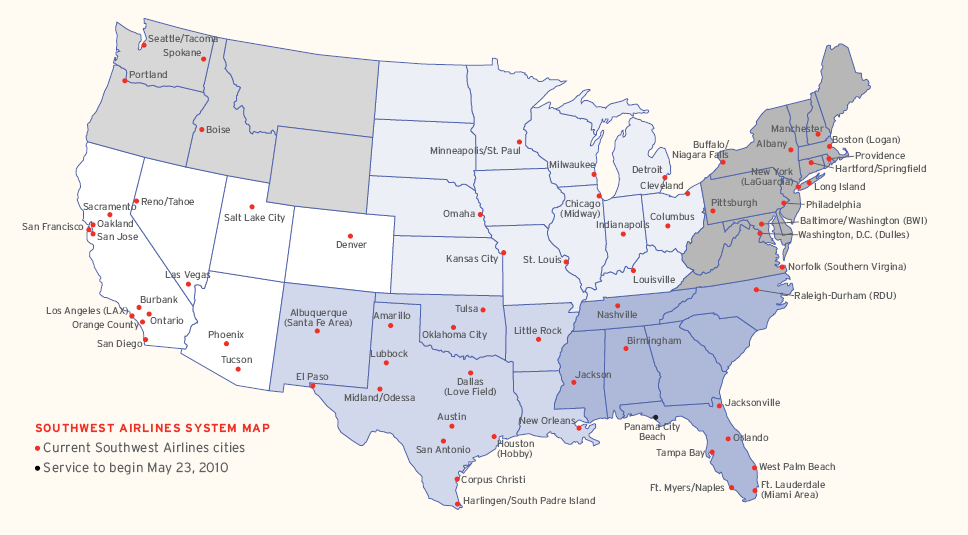 Seattle/Tacoma
Spokane
Portland
Boise
Minneapolis/St. Paul
Milwaukee
Detroit
Cleveland
Buffalo/
Niagara Falls
Manchester
Albany
Boston (Logan)
Providence
Hartford/Springfield
New York
(LaGuardia)
Long Island
Philadelphia
Pittsburgh
Baltimore/Washington (BWI)
Washington, D.C. (Dulles)
Norfolk (Southern Virgina)
Raleigh-Durham (RDU)
Sacramento
Reno/Tahoe
San Francisco
Oakland
San Jose
Salt Lake City
Denver
Omaha
Chicago
(Midway)
Indianapolis
Columbus
Kansas City
St. Louis
Louisville
Las Vegas
Burbank
Los Angeles (LAX)
Ontario
Orange County
San Diego
Phoenix
Tucson
Albuquerque
(Santa Fe Area)
Amarillo
Tulsa
Oklahoma City
Little Rock
Nashville
Birmingham
Lubbock
El Paso
Midland/Odessa
Dallas
(Love Field)
Jackson
Austin
San Antonio
Houston
(Hobby)
New Orleans
Panama City
Beach
Jacksonville
Orlando
Tampa Bay
West Palm Beach
Ft. Myers/Naples
Ft. Lauderdale
(Miami Area)
Corpus Christi
Harlingen/South Padre Island
SOUTHWEST AIRLINES SYSTEM MAP
Current Southwest Airlines cities
Service to begin May 23, 2010